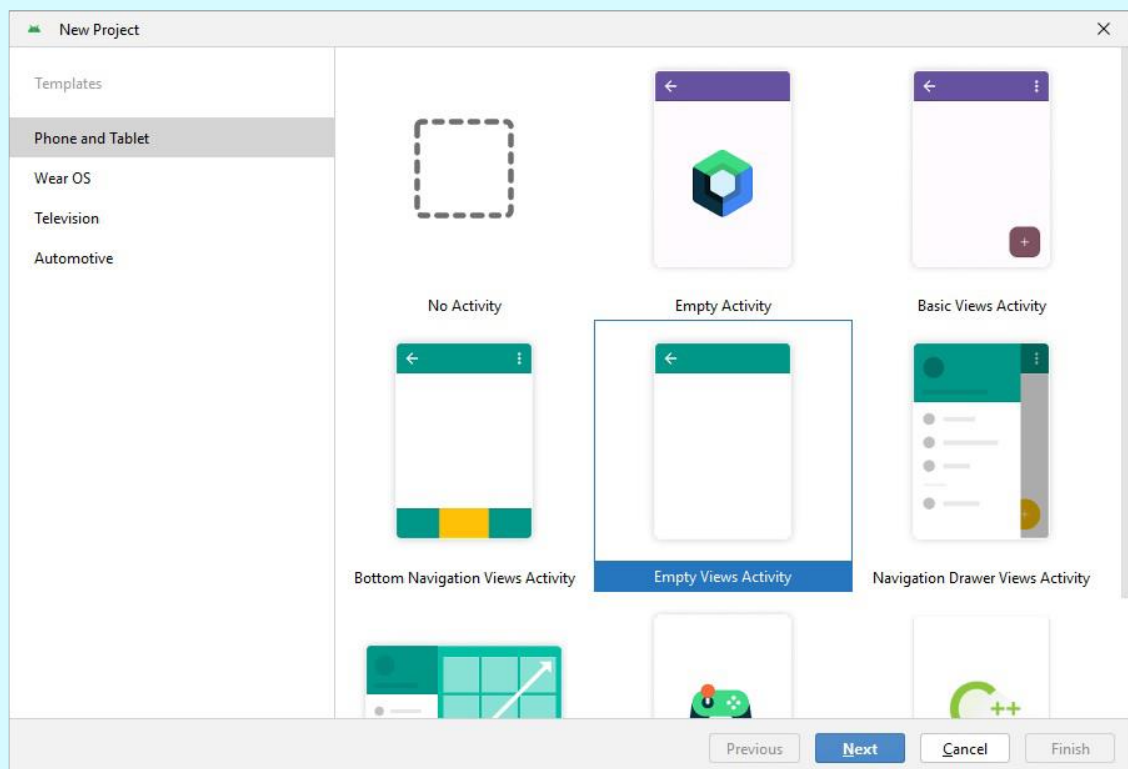 New Project
Templates
Phone and Tablet
Wear OS
Television
Automotive
No Activity
Empty Activity
Basic Views Activity
Bottom Navigation Views Activity
Empty Views Activity
Navigation Drawer Views Activity
++
Previous
Next
Cancel
Finish